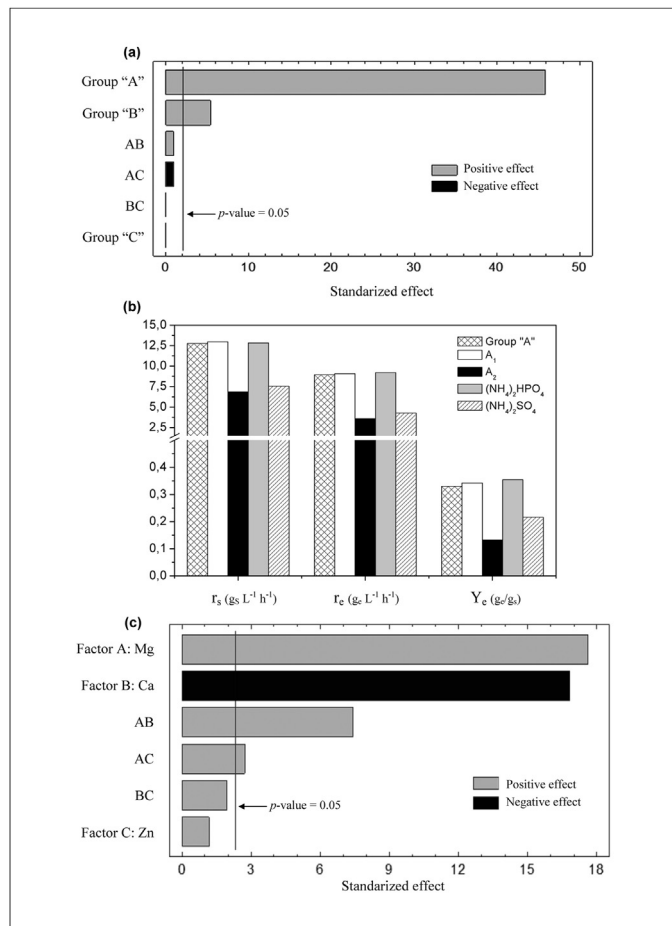 (a)
Group “A”
Group “B”
AB
AC
BC
Group “C”
Positive effect
Negative effect
p-value = 0.05
0 10 20 30 40 50
Standarized effect
(b)
15,0
12,5
10,0
7,5
5,0
2,5
0,4
0,3
0,2
0,1
0,0
Group "A"
A₁
A₂
(NH₄)₂HPO₄
(NH₄)₂SO₄
rₛ (gₛ L⁻¹ h⁻¹) rₑ (gₑ L⁻¹ h⁻¹) Yₑ (gₑ/gₛ)
(c)
Factor A: Mg
Factor B: Ca
AB
AC
BC
Factor C: Zn
Positive effect
Negative effect
p-value = 0.05
0 3 6 9 12 15 18
Standarized effect